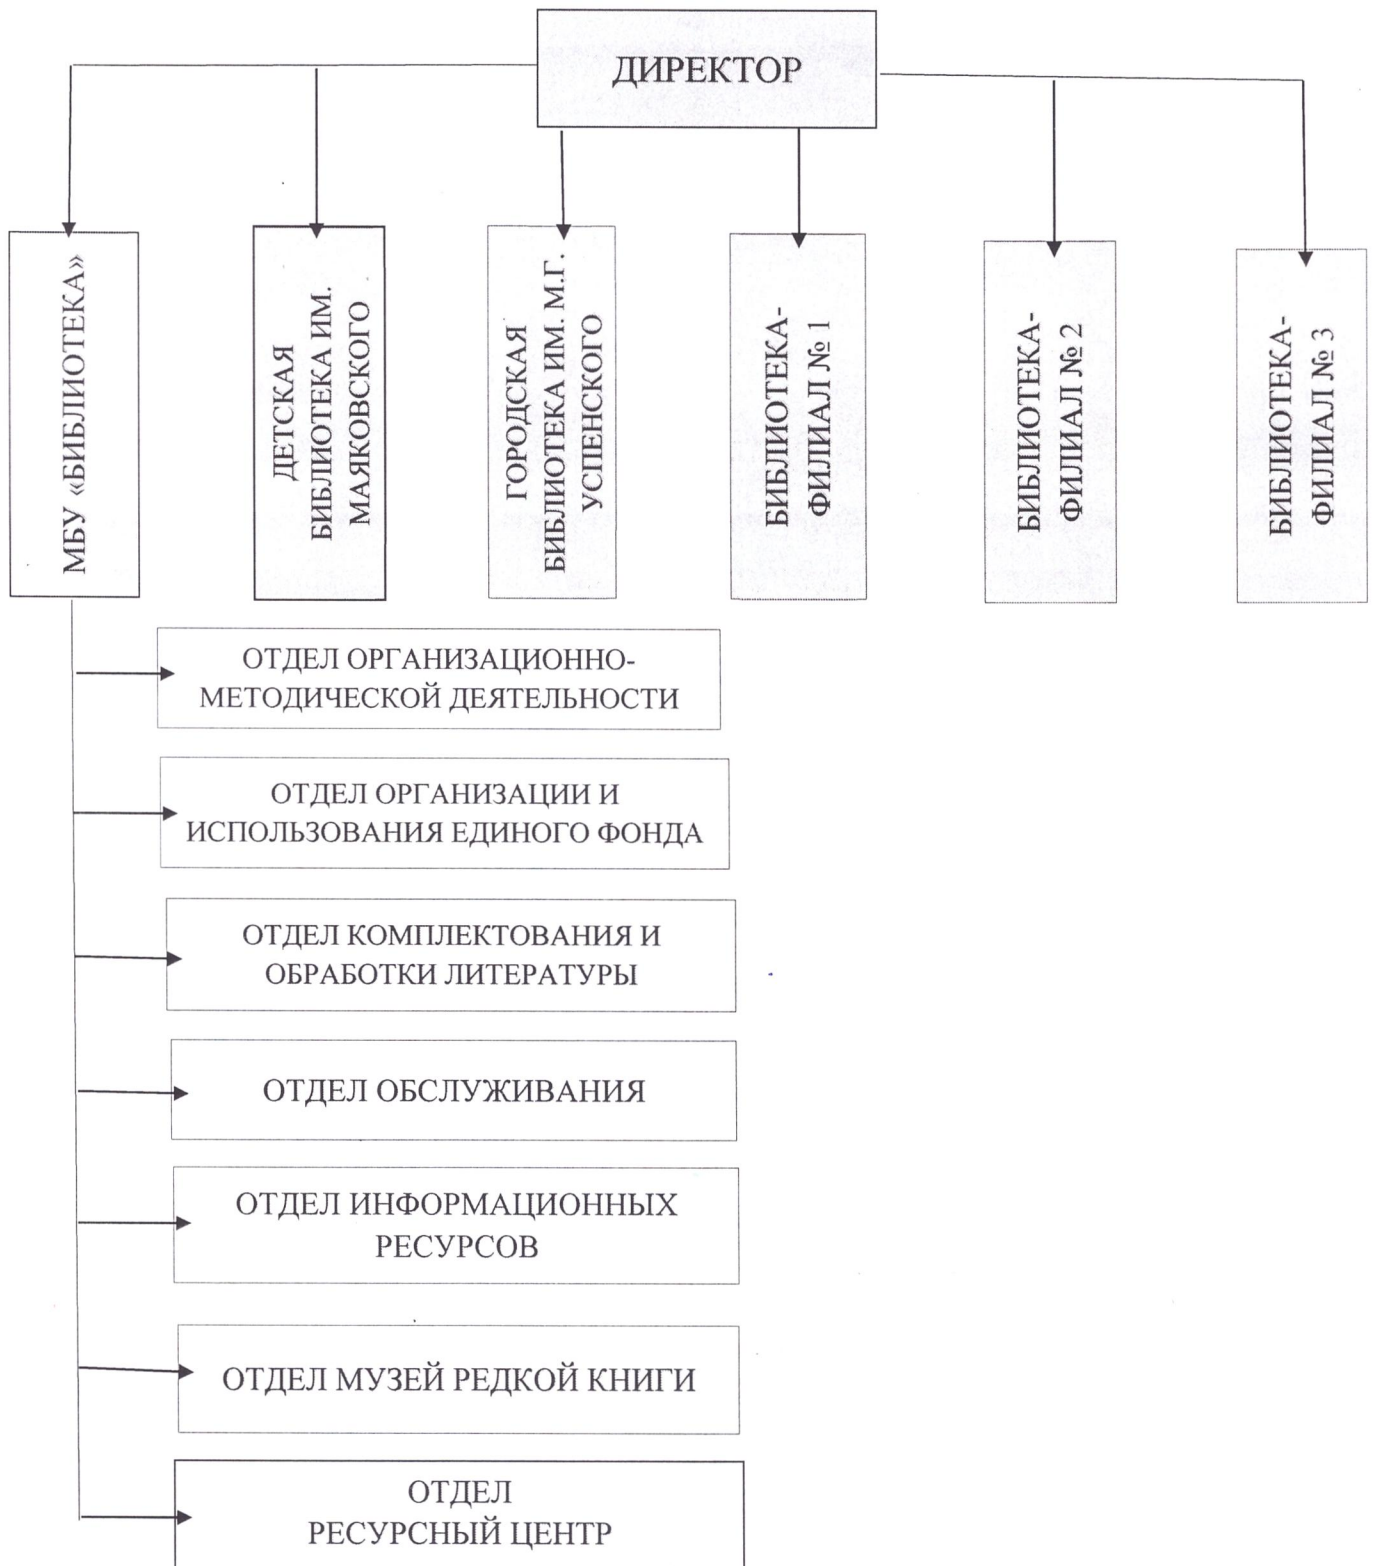 ДИРЕКТОР
МБУ «БИБЛИОТЕКА»
ДЕТСКАЯ
БИБЛИОТЕКА ИМ.
МАЯКОВСКОГО
ГОРОДСКАЯ
БИБЛИОТЕКА ИМ. М.Г.
УСПЕНСКОГО
БИБЛИОТЕКА-
ФИЛИАЛ № 1
БИБЛИОТЕКА-
ФИЛИАЛ № 2
БИБЛИОТЕКА-
ФИЛИАЛ № 3
ОТДЕЛ ОРГАНИЗАЦИОННО-
МЕТОДИЧЕСКОЙ ДЕЯТЕЛЬНОСТИ
ОТДЕЛ ОРГАНИЗАЦИИ И
ИСПОЛЬЗОВАНИЯ ЕДИНОГО ФОНДА
ОТДЕЛ КОМПЛЕКТОВАНИЯ И
ОБРАБОТКИ ЛИТЕРАТУРЫ
ОТДЕЛ ОБСЛУЖИВАНИЯ
ОТДЕЛ ИНФОРМАЦИОННЫХ
РЕСУРСОВ
ОТДЕЛ МУЗЕЙ РЕДКОЙ КНИГИ
ОТДЕЛ
РЕСУРСНЫЙ ЦЕНТР